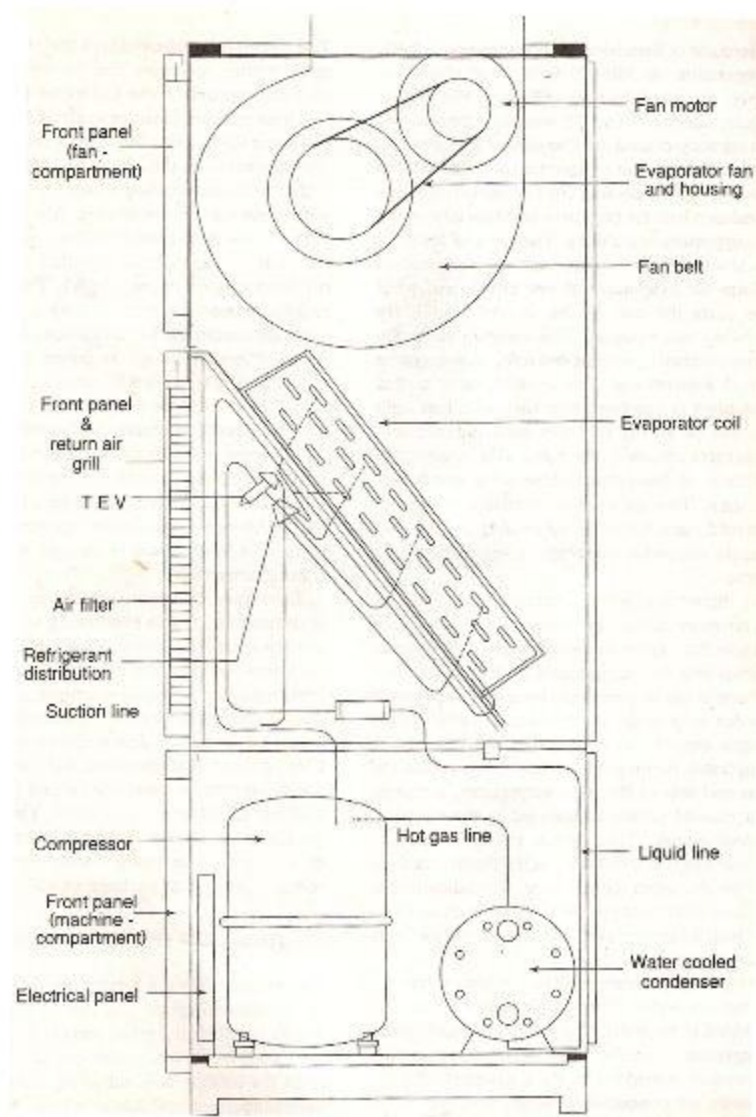 Front panel
(fan -
compartment)
Fan motor
Evaporator fan
and housing
Fan belt
Front panel
&
return air
grill
Evaporator coil
T E V
Air filter
Refrigerant
distribution
Suction line
Compressor
Hot gas line
Liquid line
Front panel
(machine -
compartment)
Water cooled
condenser
Electrical panel